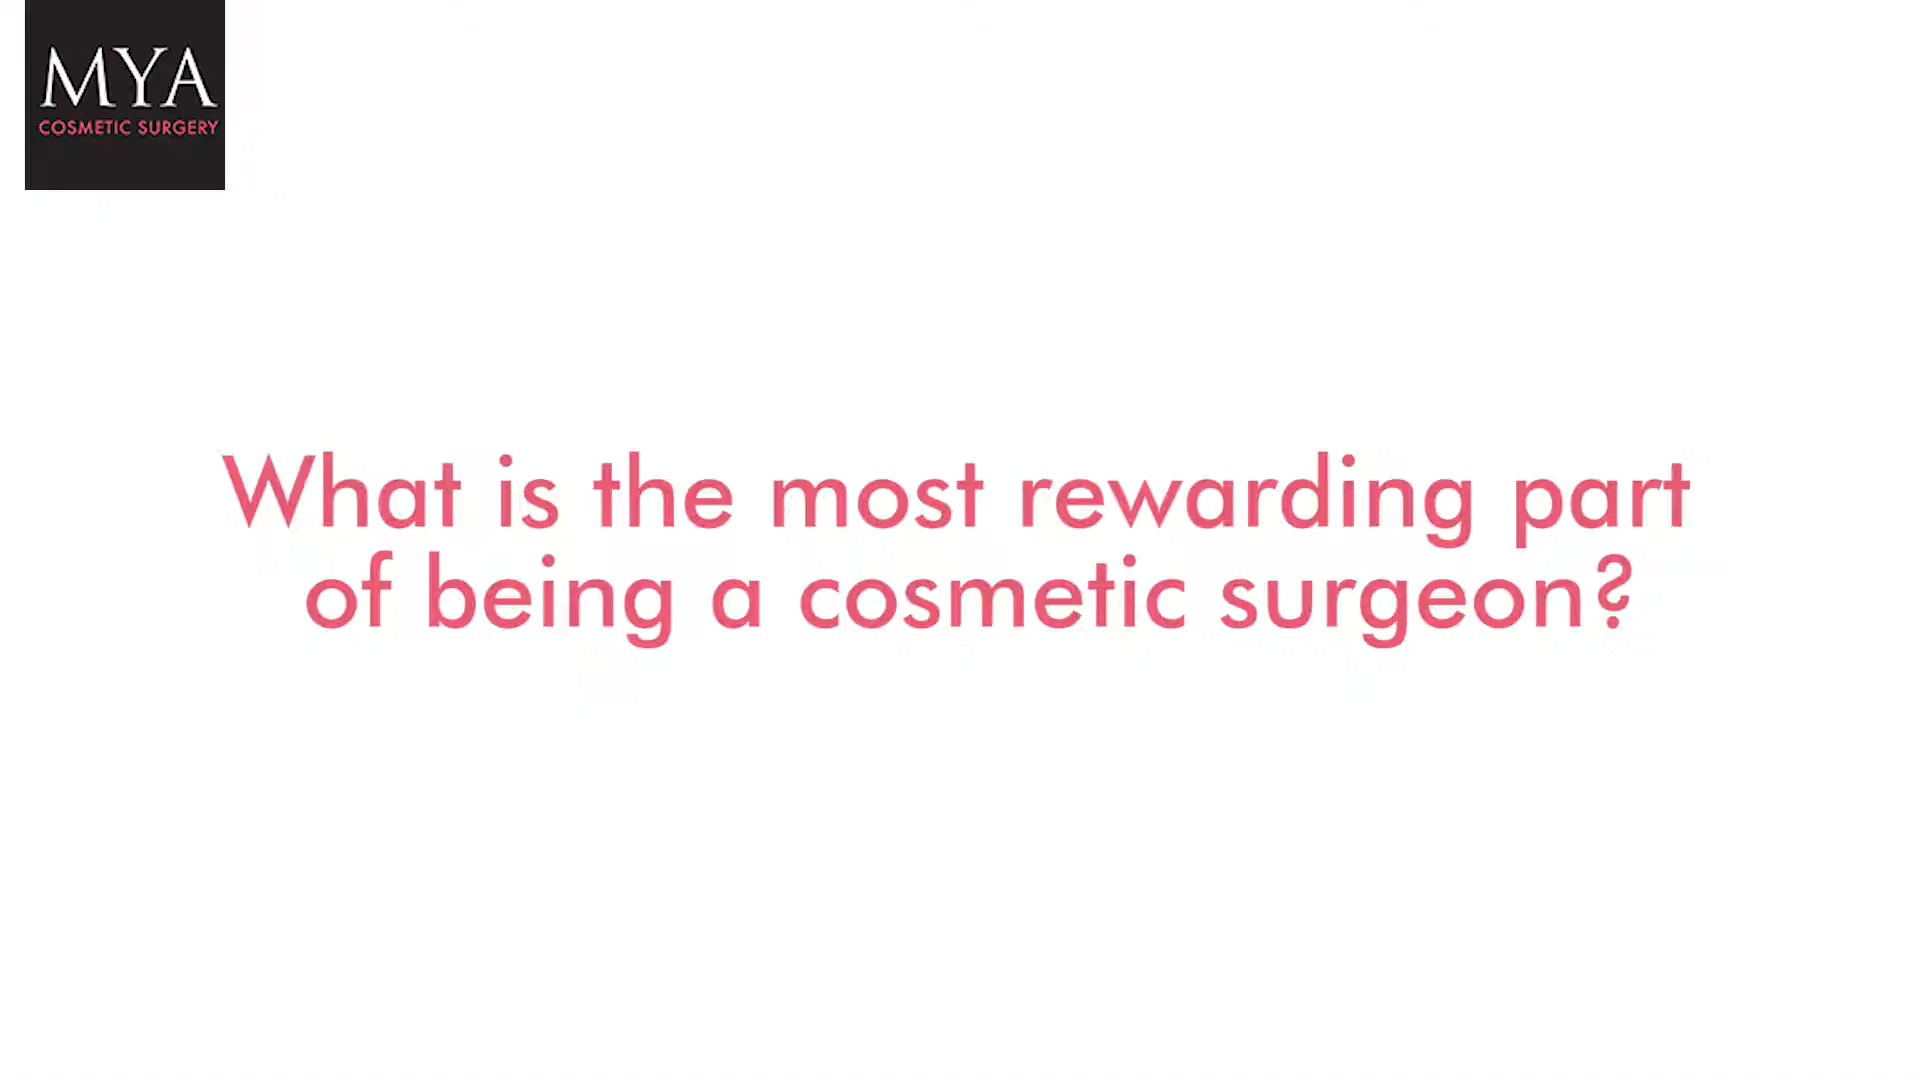 MYA
COSMETIC SURGERY
What is the most rewarding part
of being a cosmetic surgeon?